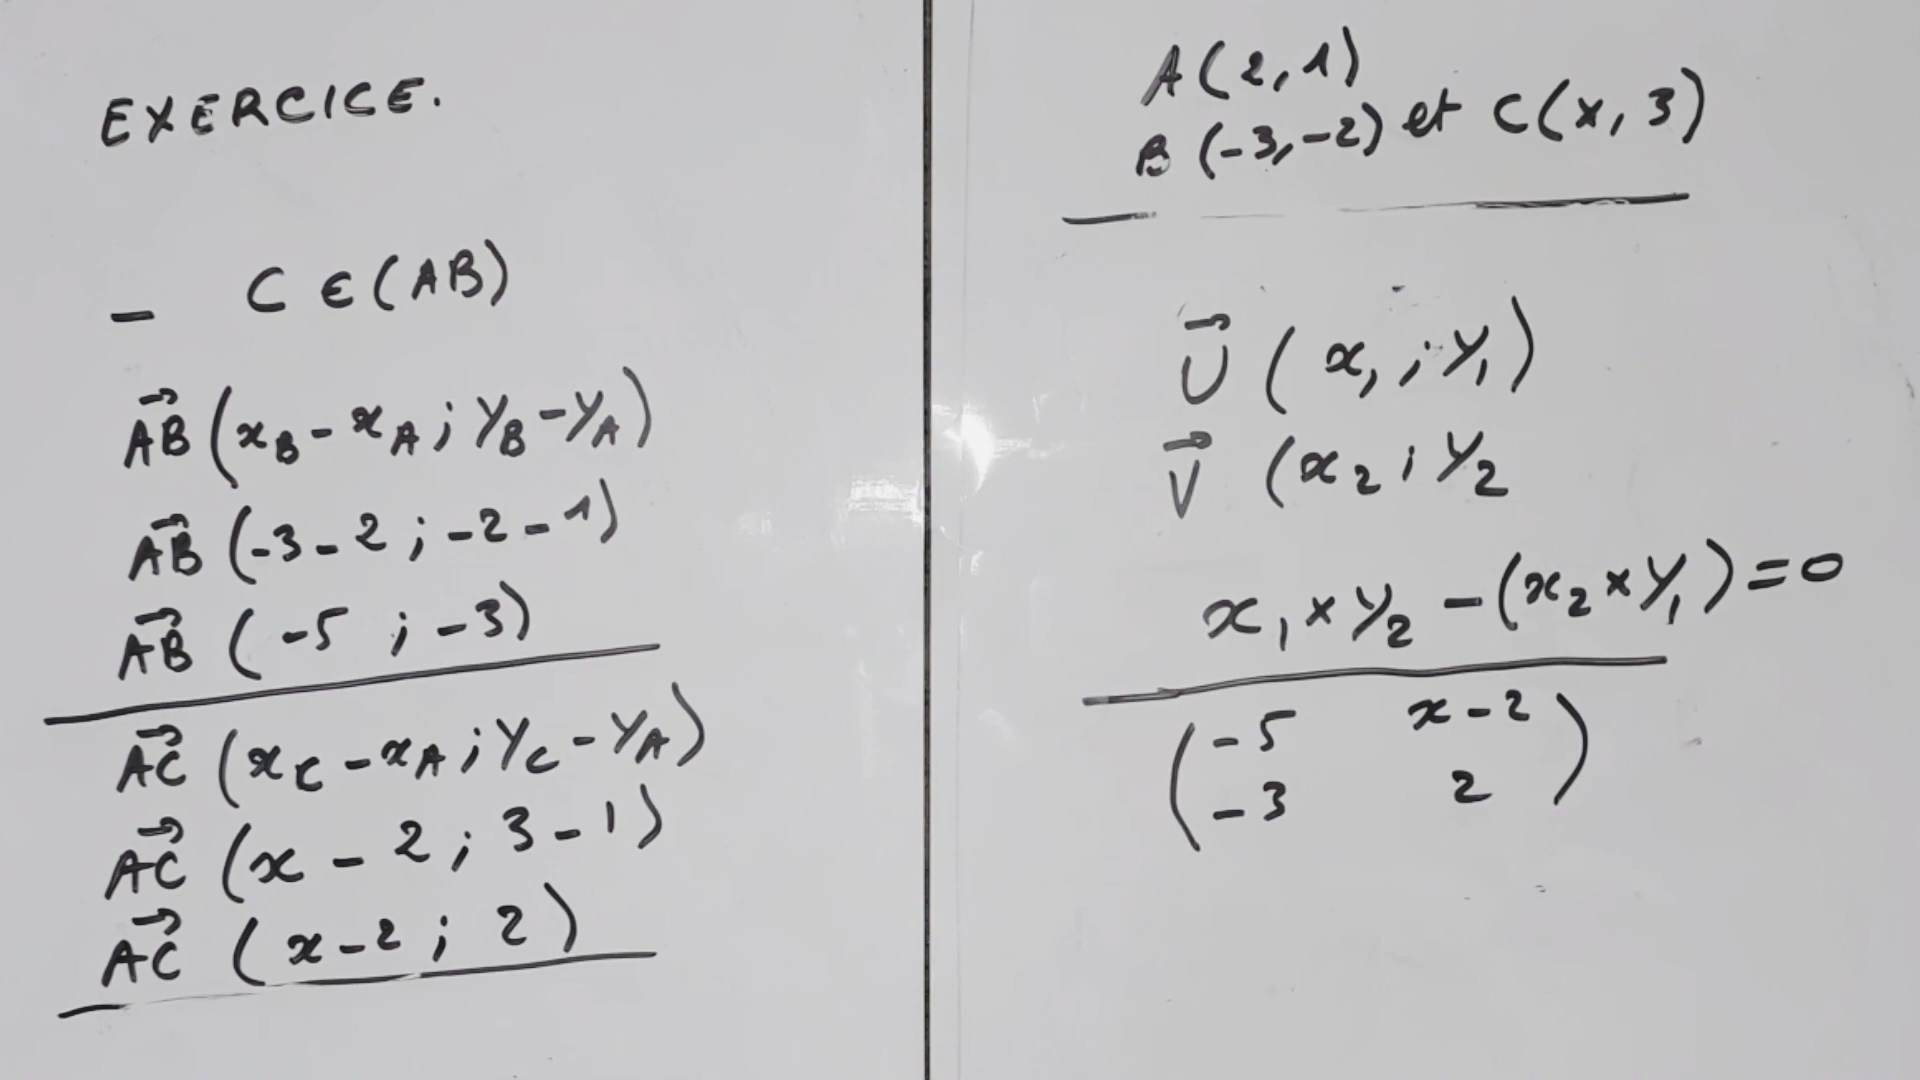 EXERCICE.
_ C ∈ (AB)
→AB (xB - xA ; yB - yA)
→AB (-3 - 2 ; -2 - 1)
→AB (-5 ; -3)
→AC (xC - xA ; yC - yA)
→AC (x - 2 ; 3 - 1)
→AC (x - 2 ; 2)
A(2, 1)
B(-3, -2) et C(x, 3)
→U (x₁ ; y₁)
→V (x₂ ; y₂
x₁ × y₂ - (x₂ × y₁) = 0
( -5 x - 2 )
-3 2